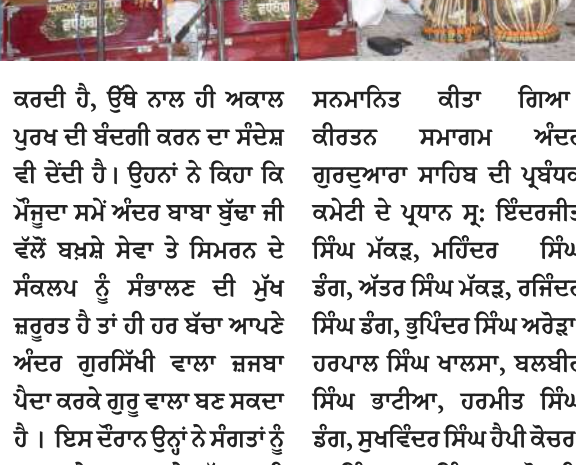 ਕਰਦੀ ਹੈ, ਉੱਥੇ ਨਾਲ ਹੀ ਅਕਾਲ
ਪੁਰਖ ਦੀ ਬੰਦਗੀ ਕਰਨ ਦਾ ਸੰਦੇਸ਼
ਵੀ ਦੇਂਦੀ ਹੈ। ਉਹਨਾਂ ਨੇ ਕਿਹਾ ਕਿ
ਮੌਜੂਦਾ ਸਮੇਂ ਅੰਦਰ ਬਾਬਾ ਬੁੱਢਾ ਜੀ
ਵੱਲੋਂ ਬਖ਼ਸ਼ੇ ਸੇਵਾ ਤੇ ਸਿਮਰਨ ਦੇ
ਸੰਕਲਪ ਨੂੰ ਸੰਭਾਲਣ ਦੀ ਮੁੱਖ
ਜ਼ਰੂਰਤ ਹੈ ਤਾਂ ਹੀ ਹਰ ਬੱਚਾ ਆਪਣੇ
ਅੰਦਰ ਗੁਰਸਿੱਖੀ ਵਾਲਾ ਜ਼ਜਬਾ
ਪੈਦਾ ਕਰਕੇ ਗੁਰੂ ਵਾਲਾ ਬਣ ਸਕਦਾ
ਹੈ । ਇਸ ਦੌਰਾਨ ਉਨ੍ਹਾਂ ਨੇ ਸੰਗਤਾਂ ਨੂੰ
ਸਨਮਾਨਿਤ ਕੀਤਾ ਗਿਆ
ਕੀਰਤਨ ਸਮਾਗਮ ਅੰਦਰ
ਗੁਰਦੁਆਰਾ ਸਾਹਿਬ ਦੀ ਪ੍ਰਬੰਧਕ
ਕਮੇਟੀ ਦੇ ਪ੍ਰਧਾਨ ਸ੍ਰ: ਇੰਦਰਜੀਤ
ਸਿੰਘ ਮੱਕੜ, ਮਹਿੰਦਰ ਸਿੰਘ
ਡੰਗ, ਅੱਤਰ ਸਿੰਘ ਮੱਕੜ, ਰਜਿੰਦਰ
ਸਿੰਘ ਡੰਗ, ਭੁਪਿੰਦਰ ਸਿੰਘ ਅਰੋੜਾ
ਹਰਪਾਲ ਸਿੰਘ ਖਾਲਸਾ, ਬਲਬੀਰ
ਸਿੰਘ ਭਾਟੀਆ, ਹਰਮੀਤ ਸਿੰਘ
ਡੰਗ, ਸੁਖਵਿੰਦਰ ਸਿੰਘ ਹੈਪੀ ਕੋਚਰ